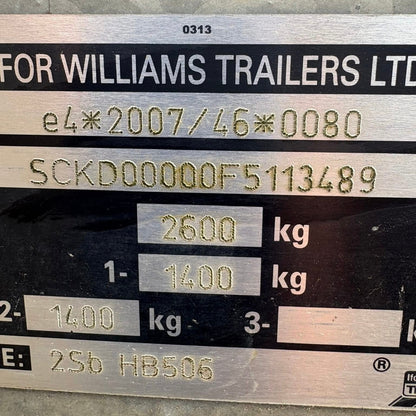 0313
FOR WILLIAMS TRAILERS LTD
e4*2007/46*0080
SCKD00000F5113489
2600 kg
1- 1400 kg
2- 1400 kg 3- k
E: 2Sb HB506 ®